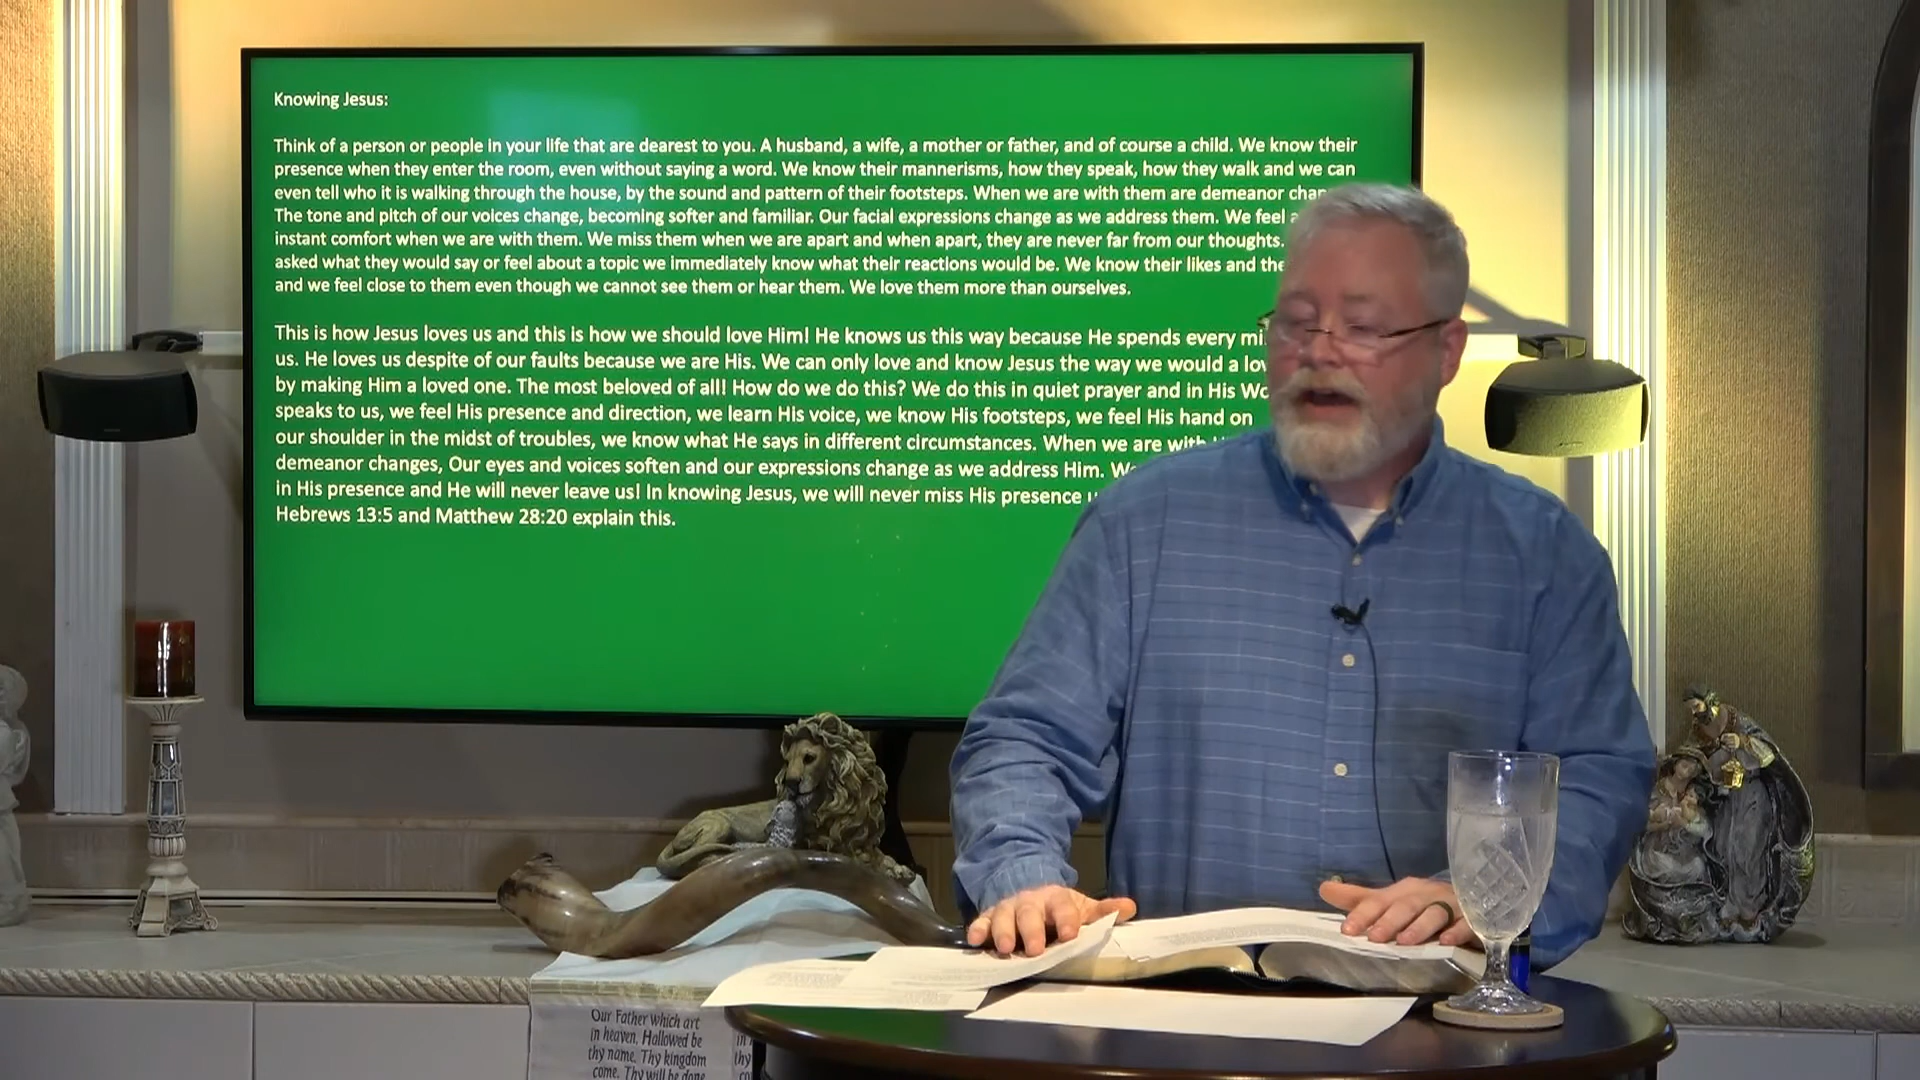 Knowing Jesus:
Think of a person or people in your life that are dearest to you. A husband, a wife, a mother or father, and of course a child. We know their
presence when they enter the room, even without saying a word. We know their mannerisms, how they speak, how they walk and we can
even tell who it is walking through the house, by the sound and pattern of their footsteps. When we are with them are demeanor
The tone and pitch of our voices change, becoming softer and familiar. Our facial expressions change as we address them. We feel
instant comfort when we are with them. We miss them when we are apart and when apart, they are never far from our thoughts.
asked what they would say or feel about a topic we immediately know what their reactions would be. We know their likes and
and we feel close to them even though we cannot see them or hear them. We love them more than ourselves.
This is how Jesus loves us and this is how we should love Him! He knows us this way because He spends every
us. He loves us despite of our faults because we are His. We can only love and know Jesus the way we would a
by making Him a loved one. The most beloved of all! How do we do this? We do this in quiet prayer and in His
speaks to us, we feel His presence and direction, we learn His voice, we know His footsteps, we feel His hand on
our shoulder in the midst of troubles, we know what He says in different circumstances. When we are with
demeanor changes, Our eyes and voices soften and our expressions change as we address Him.
in His presence and He will never leave us! In knowing Jesus, we will never miss His presence
Hebrews 13:5 and Matthew 28:20 explain this.
Our Father which art
in heaven, Hallowed be
thy name. Thy kingdom
come. Thy will be done